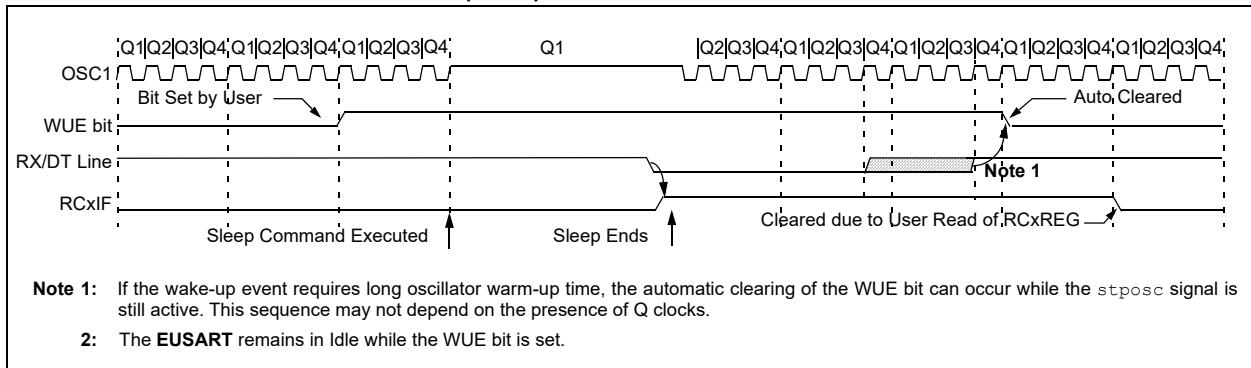 Q1 Q2 Q3 Q4 Q1 Q2 Q3 Q4 Q1 Q2 Q3 Q4 Q1 Q2 Q3 Q4 Q1 Q2 Q3 Q4 Q1 Q2 Q3 Q4 Q1 Q2 Q3 Q4 Q1 Q2 Q3 Q4
OSC1
Bit Set by User
Auto Cleared
WUE bit
RX/DT Line
Note 1
RCxIF
Cleared due to User Read of RCxREG
Sleep Command Executed
Sleep Ends
Note 1: If the wake-up event requires long oscillator warm-up time, the automatic clearing of the WUE bit can occur while the stposc signal is
still active. This sequence may not depend on the presence of Q clocks.
2: The EUSART remains in Idle while the WUE bit is set.